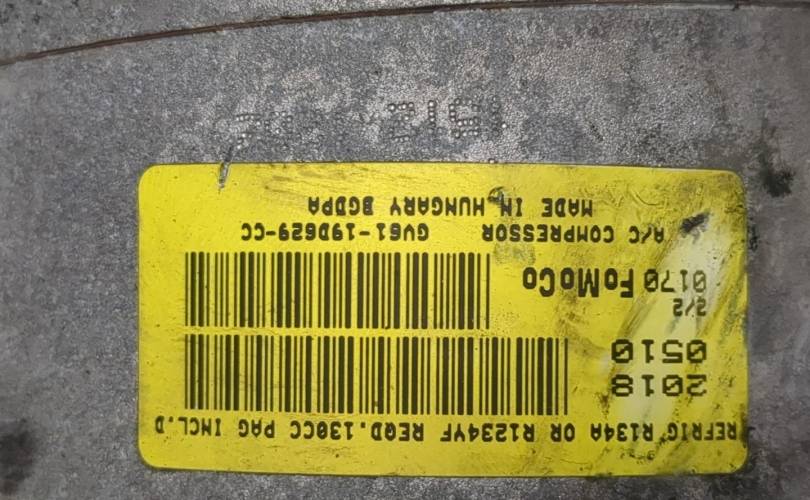 REFRIG R134A OR R1234YF REQD.130CC PAG INCL.D
2018
0510
2/2
0170 FoMoCo
A/C COMPRESSOR GV61-19D629-CC
MADE IN HUNGARY BGDPA